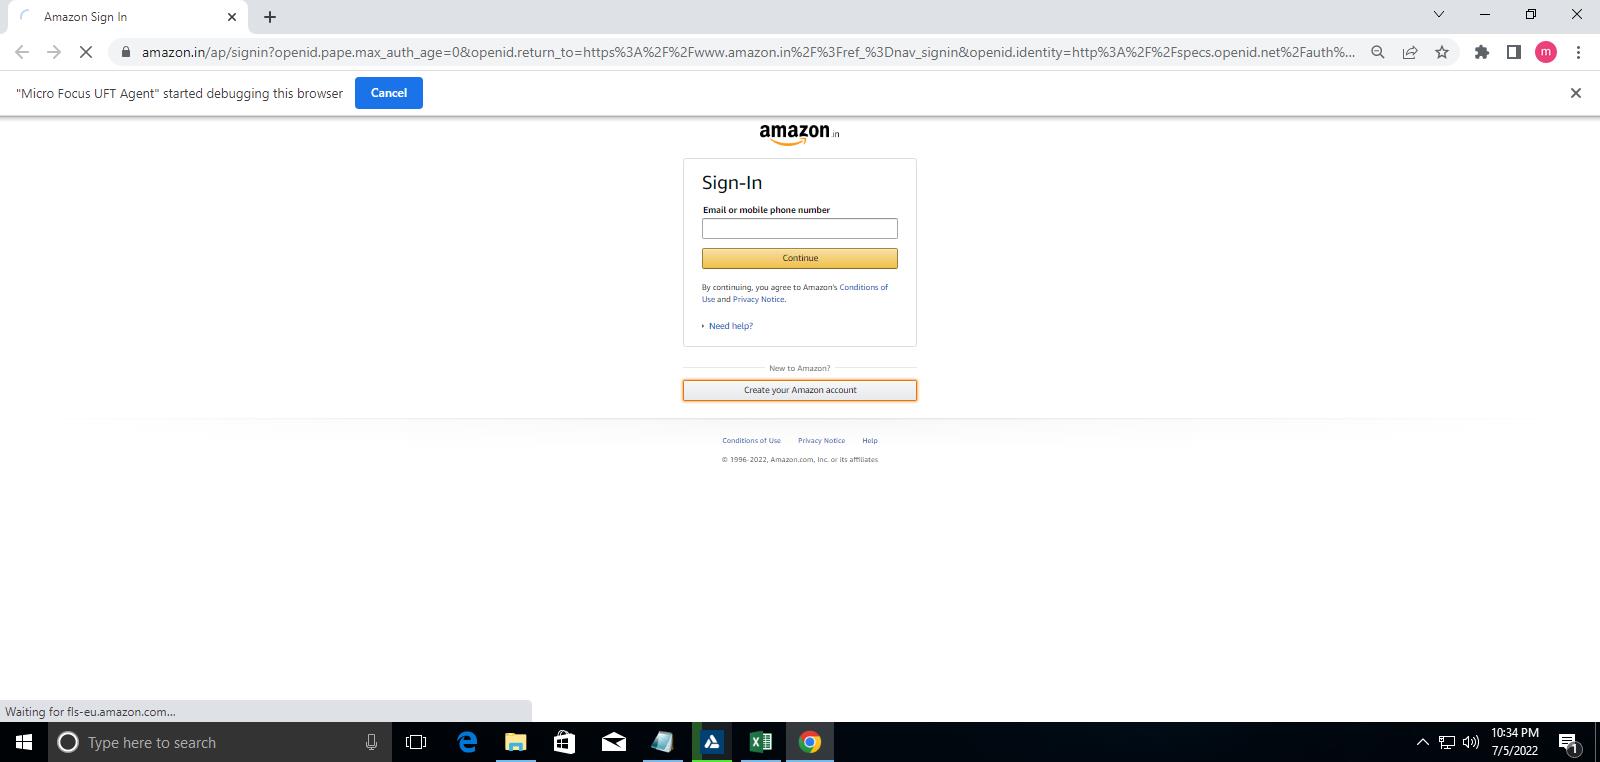 Amazon Sign In
amazon.in/ap/signin?openid.pape.max_auth_age=0&openid.return_to=https%3A%2F%2Fwww.amazon.in%2F%3Fref_%3Dnav_signin&openid.identity=http%3A%2F%2Fspecs.openid.net%2Fauth%...
m
"Micro Focus UFT Agent" started debugging this browser Cancel
amazon.in
Sign-In
Email or mobile phone number
Continue
By continuing, you agree to Amazon's Conditions of
Use and Privacy Notice.
Need help?
New to Amazon?
Create your Amazon account
Conditions of Use Privacy Notice Help
© 1996-2022, Amazon.com, Inc. or its affiliates
Waiting for fls-eu.amazon.com...
Type here to search
10:34 PM
7/5/2022
1